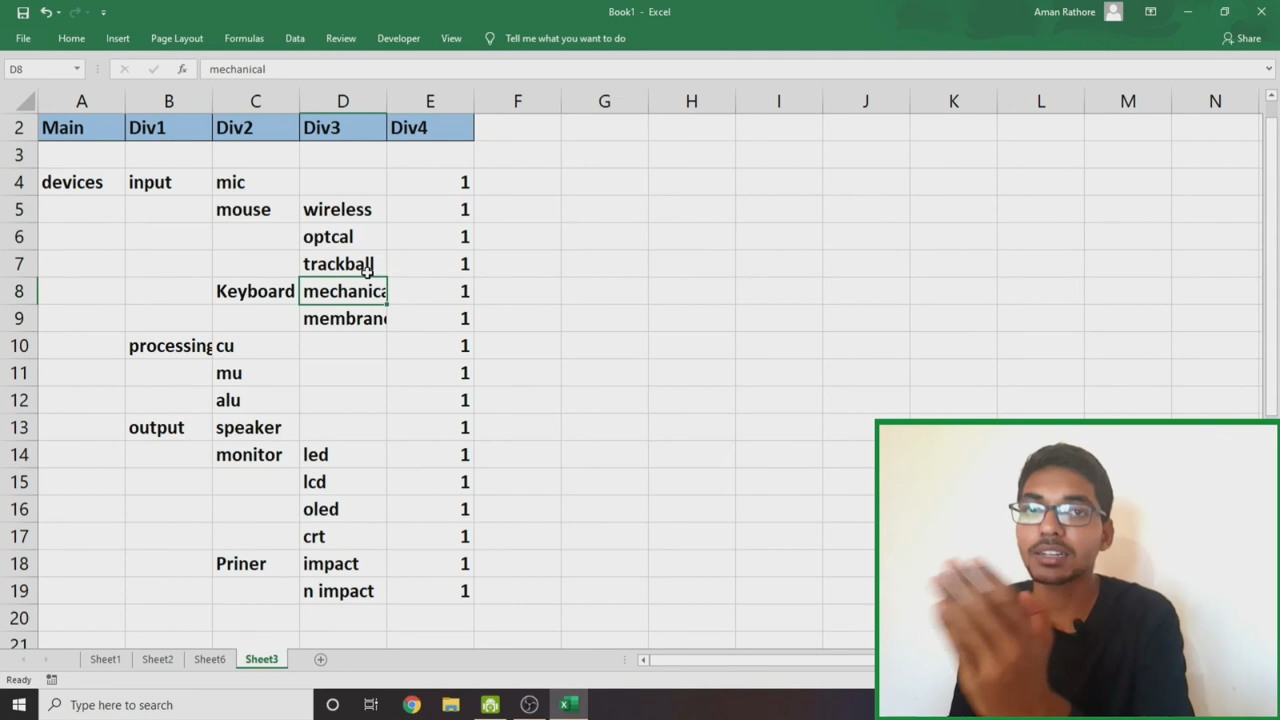 Book1 - Excel
Aman Rathore
File Home Insert Page Layout Formulas Data Review Developer View Tell me what you want to do Share
D8 fx mechanical
A B C D E F G H I J K L M N
2 Main Div1 Div2 Div3 Div4
3
4 devices input mic 1
5 mouse wireless 1
6 optcal 1
7 trackball 1
8 Keyboard mechanica 1
9 membrane 1
10 processing cu 1
11 mu 1
12 alu 1
13 output speaker 1
14 monitor led 1
15 lcd 1
16 oled 1
17 crt 1
18 Priner impact 1
19 n impact 1
20
21
Sheet1 Sheet2 Sheet6 Sheet3
Ready
Type here to search